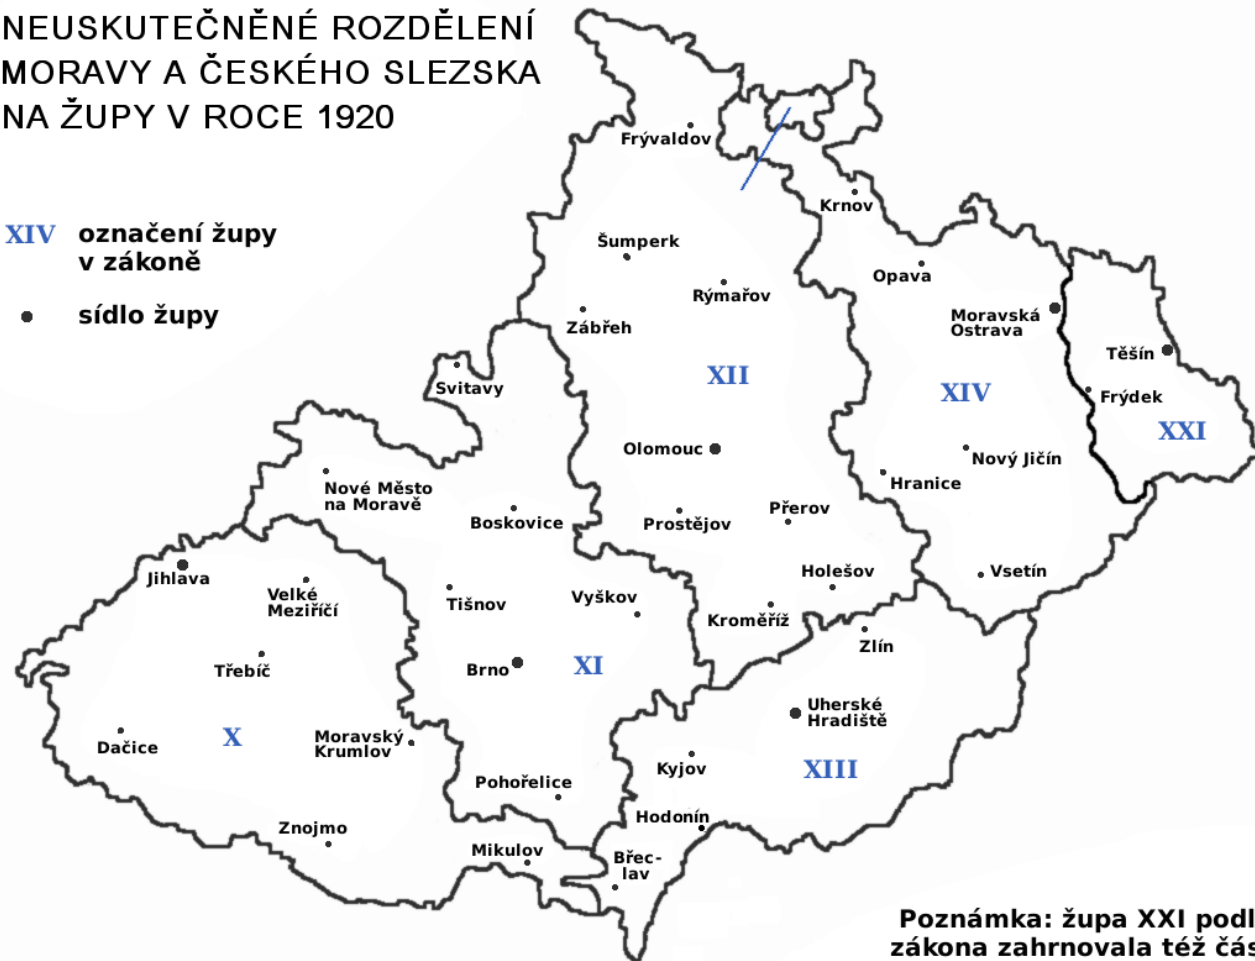 NEUSKUTEČNĚNÉ ROZDĚLENÍ
MORAVY A ČESKÉHO SLEZSKA
NA ŽUPY V ROCE 1920
XIV označení župy
v zákoně
sídlo župy
Frývaldov
Krnov
Šumperk
Opava
Rýmařov
Moravská
Ostrava
Zábřeh
Těšín
XII
Svitavy
XIV
Frýdek
XXI
Olomouc
Nový Jičín
Hranice
Nové Město
na Moravě
Boskovice
Prostějov
Přerov
Jihlava
Velké
Meziříčí
Holešov
Vsetín
Tišnov
Vyškov
Kroměříž
Zlín
Třebíč
Brno
XI
Uherské
Hradiště
X
Dačice
Moravský
Krumlov
Kyjov
XIII
Pohořelice
Hodonín
Znojmo
Mikulov
Břec-
lav
Poznámka: župa XXI podl
zákona zahrnovala též čás